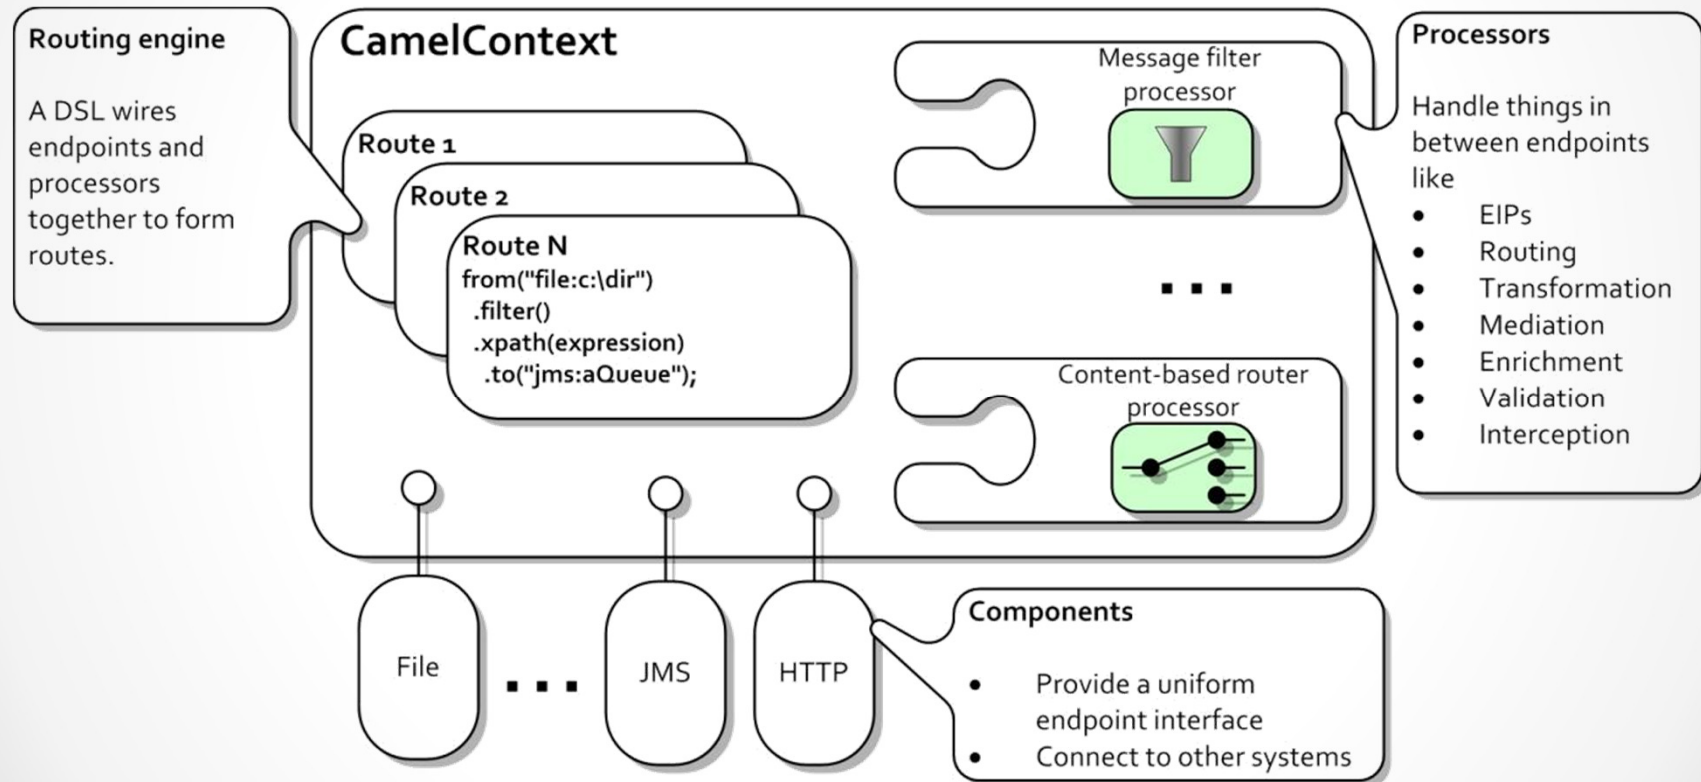 Routing engine
A DSL wires
endpoints and
processors
together to form
routes.
CamelContext
Route 1
Route 2
Route N
from("file:c:\dir")
.filter()
.xpath(expression)
.to("jms:aQueue");
Message filter
processor
Content-based router
processor
Processors
Handle things in
between endpoints
like
• EIPs
• Routing
• Transformation
• Mediation
• Enrichment
• Validation
• Interception
File
JMS
HTTP
Components
• Provide a uniform
endpoint interface
• Connect to other systems